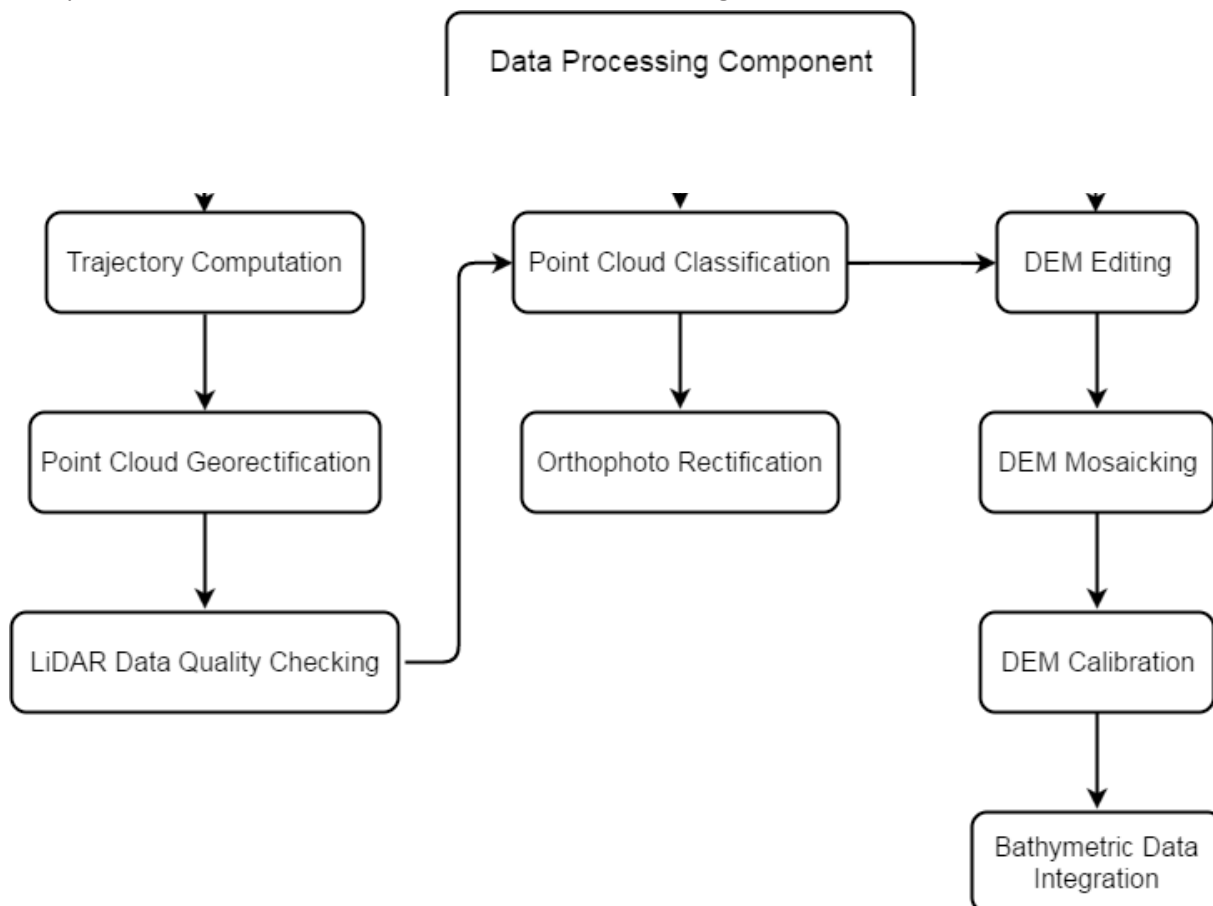 Data Processing Component
Trajectory Computation
Point Cloud Classification
DEM Editing
Point Cloud Georectification
Orthophoto Rectification
DEM Mosaicking
LiDAR Data Quality Checking
DEM Calibration
Bathymetric Data
Integration